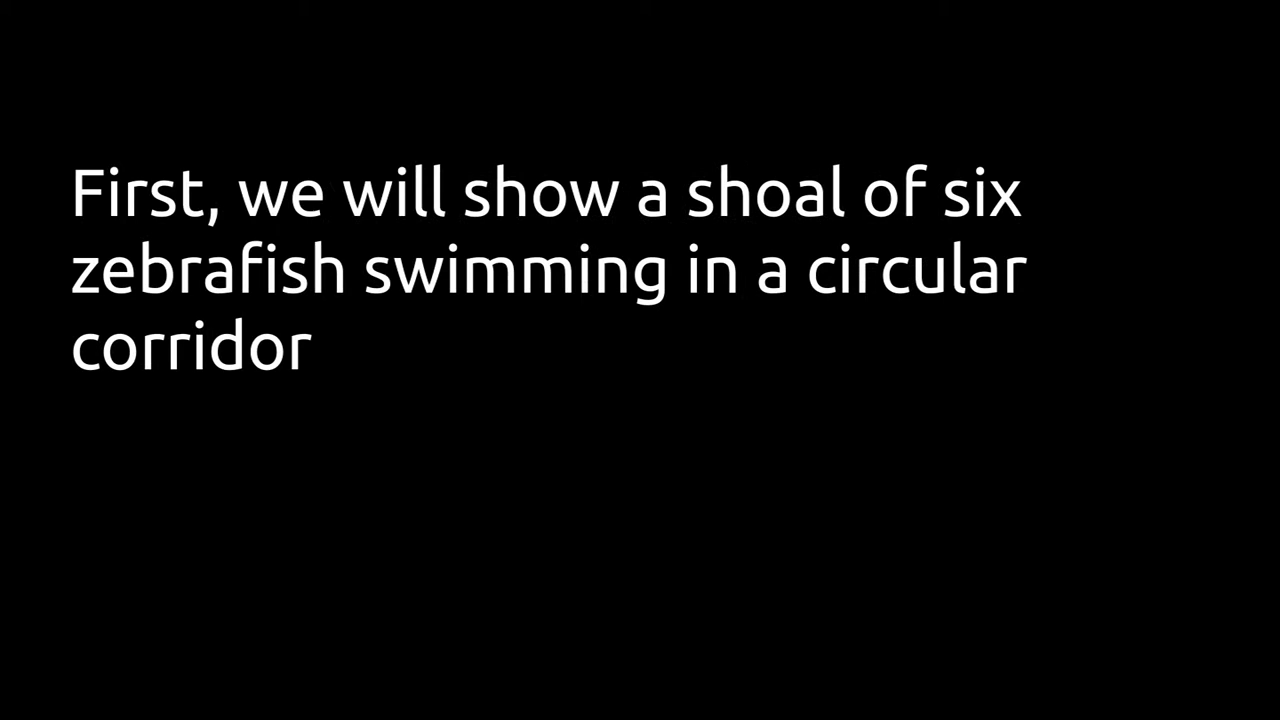 First, we will show a shoal of six
zebrafish swimming in a circular
corridor